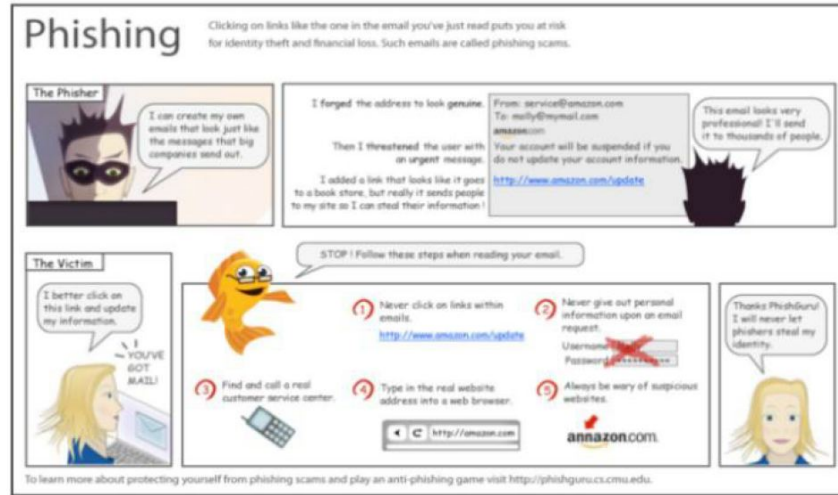 Phishing
Clicking on links like the one in the email you've just read puts you at risk
for identity theft and financial loss. Such emails are called phishing scams.
The Phisher
I can create my own
emails that look just like
the messages that big
companies send out.
I forged the address to look genuine.
Then I threatened the user with
an urgent message.
I added a link that looks like it goes
to a book store, but really it sends people
to my site so I can steal their information !
From: service@amazon.com
To: molly@mymail.com
amazon.com
Your account will be suspended if you
do not update your account information.
http://www.amazon.com/update
This email looks very
professional! I'll send
it to thousands of people.
The Victim
I better click on
this link and update
my information.
YOU'VE
GOT
MAIL!
STOP ! Follow these steps when reading your email.
1 Never click on links within
emails.
http://www.amazon.com/update
2 Never give out personal
information upon an email
request.
Username
Password
3 Find and call a real
customer service center.
4 Type in the real website
address into a web browser.
http://amazon.com
5 Always be wary of suspicious
websites.
annazon.com.
Thanks PhishGuru!
I will never let
phishers steal my
identity.
To learn more about protecting yourself from phishing scams and play an anti-phishing game visit http://phishguru.cs.cmu.edu.